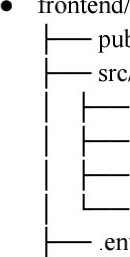 ● frontend/
├── pub
├── src/
│ ├──
│ ├──
│ ├──
│ └──
├── .en